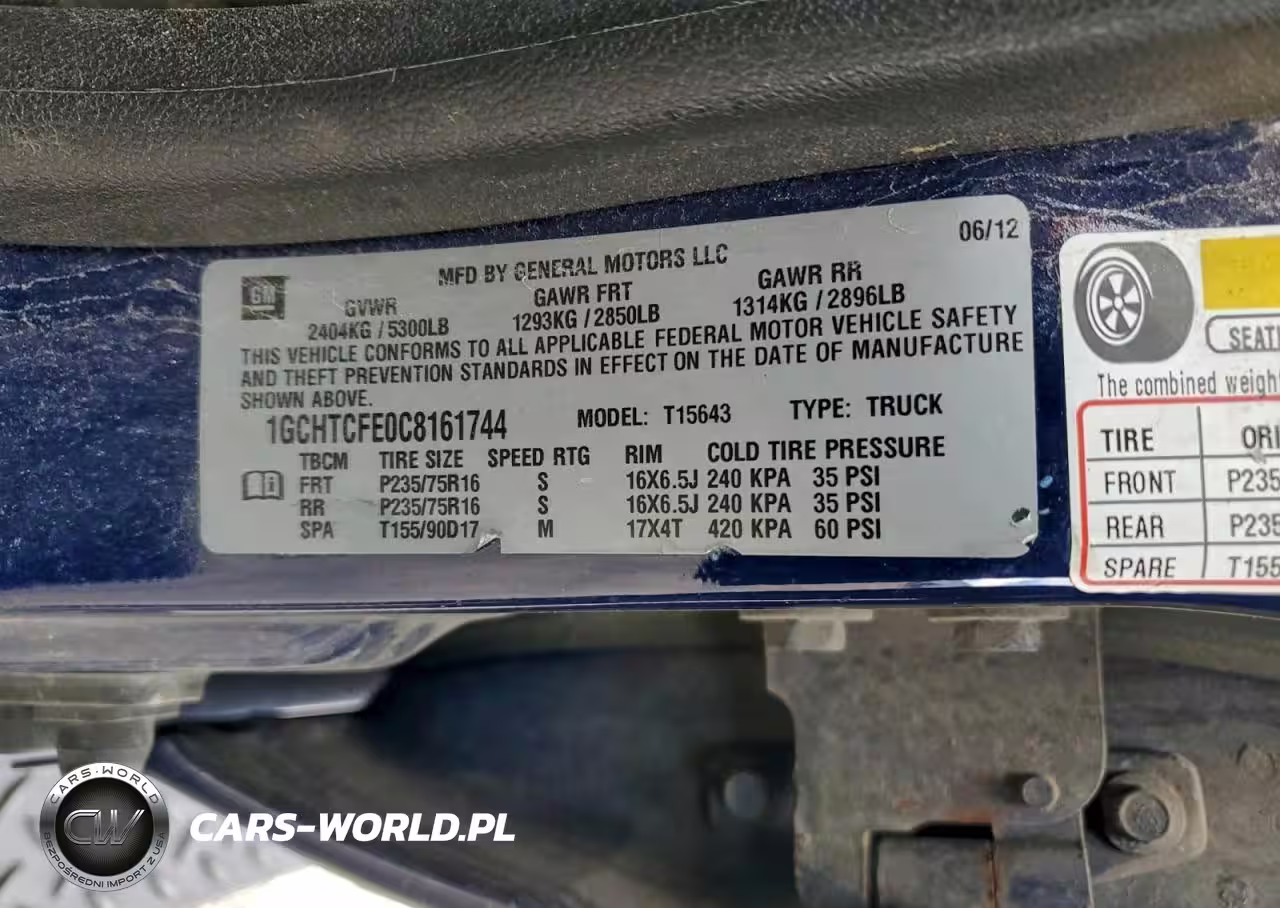 06/12
GM
MFD BY GENERAL MOTORS LLC
GVWR GAWR FRT GAWR RR
2404KG / 5300LB 1293KG / 2850LB 1314KG / 2896LB
THIS VEHICLE CONFORMS TO ALL APPLICABLE FEDERAL MOTOR VEHICLE SAFETY
AND THEFT PREVENTION STANDARDS IN EFFECT ON THE DATE OF MANUFACTURE
SHOWN ABOVE.
1GCHTCFE0C8161744 MODEL: T15643 TYPE: TRUCK
TBCM TIRE SIZE SPEED RTG RIM COLD TIRE PRESSURE
FRT P235/75R16 S 16X6.5J 240 KPA 35 PSI
RR P235/75R16 S 16X6.5J 240 KPA 35 PSI
SPA T155/90D17 M 17X4T 420 KPA 60 PSI
SEATI
The combined weigh
TIRE ORI
FRONT P235
REAR P235
SPARE T155
CARS-WORLD
CW
BEZPOŚREDNI IMPORT Z USA
CARS-WORLD.PL